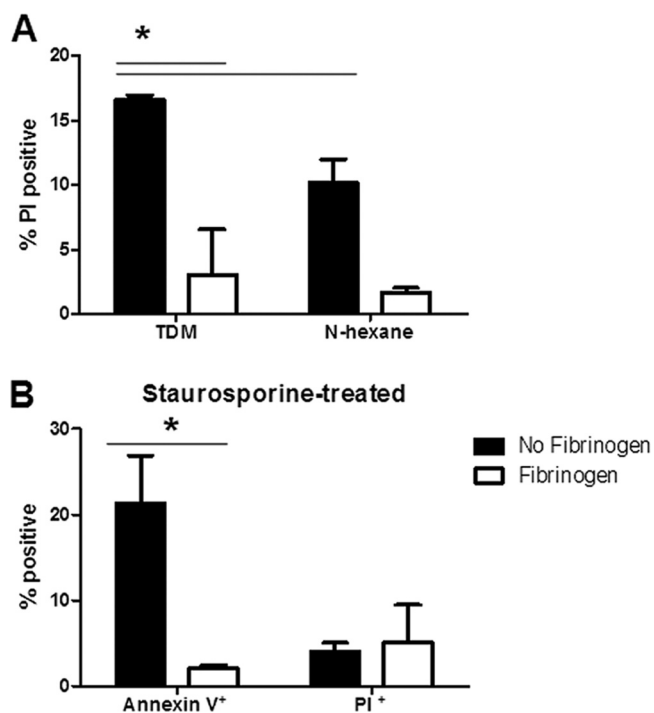 A
*
20
15
10
5
0
% PI positive
TDM N-hexane
B Staurosporine-treated
*
30
20
10
0
% positive
Annexin V⁺ PI ⁺
No Fibrinogen
Fibrinogen